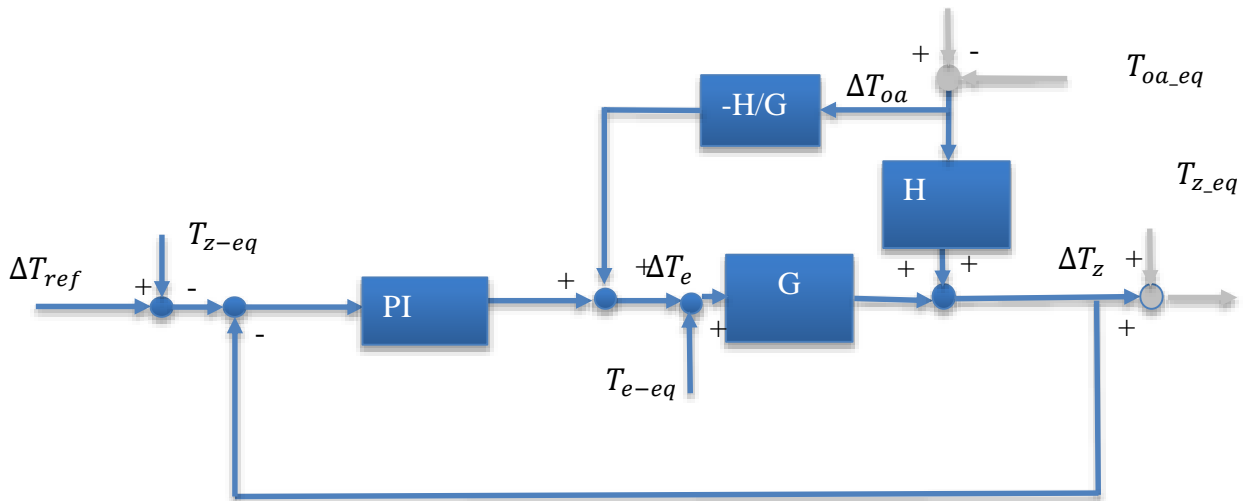 + -
T_{oa_eq}
ΔT_{oa}
-H/G
T_{z_eq}
H
T_{z-eq}
ΔT_{ref}
+ -
-
PI
+
+
ΔT_e
+
G
+ +
ΔT_z
+
+
T_{e-eq}